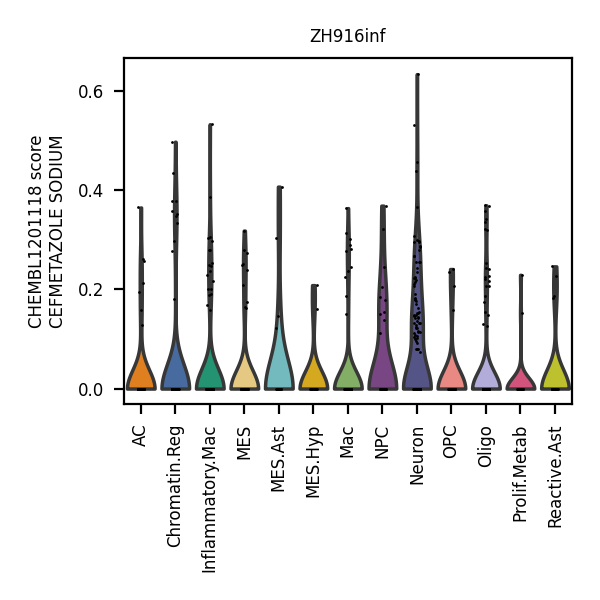 ZH916inf
CHEMBL1201118 score
CEFMETAZOLE SODIUM
0.6
0.4
0.2
0.0
AC
Chromatin.Reg
Inflammatory.Mac
MES
MES.Ast
MES.Hyp
Mac
NPC
Neuron
OPC
Oligo
Prolif.Metab
Reactive.Ast